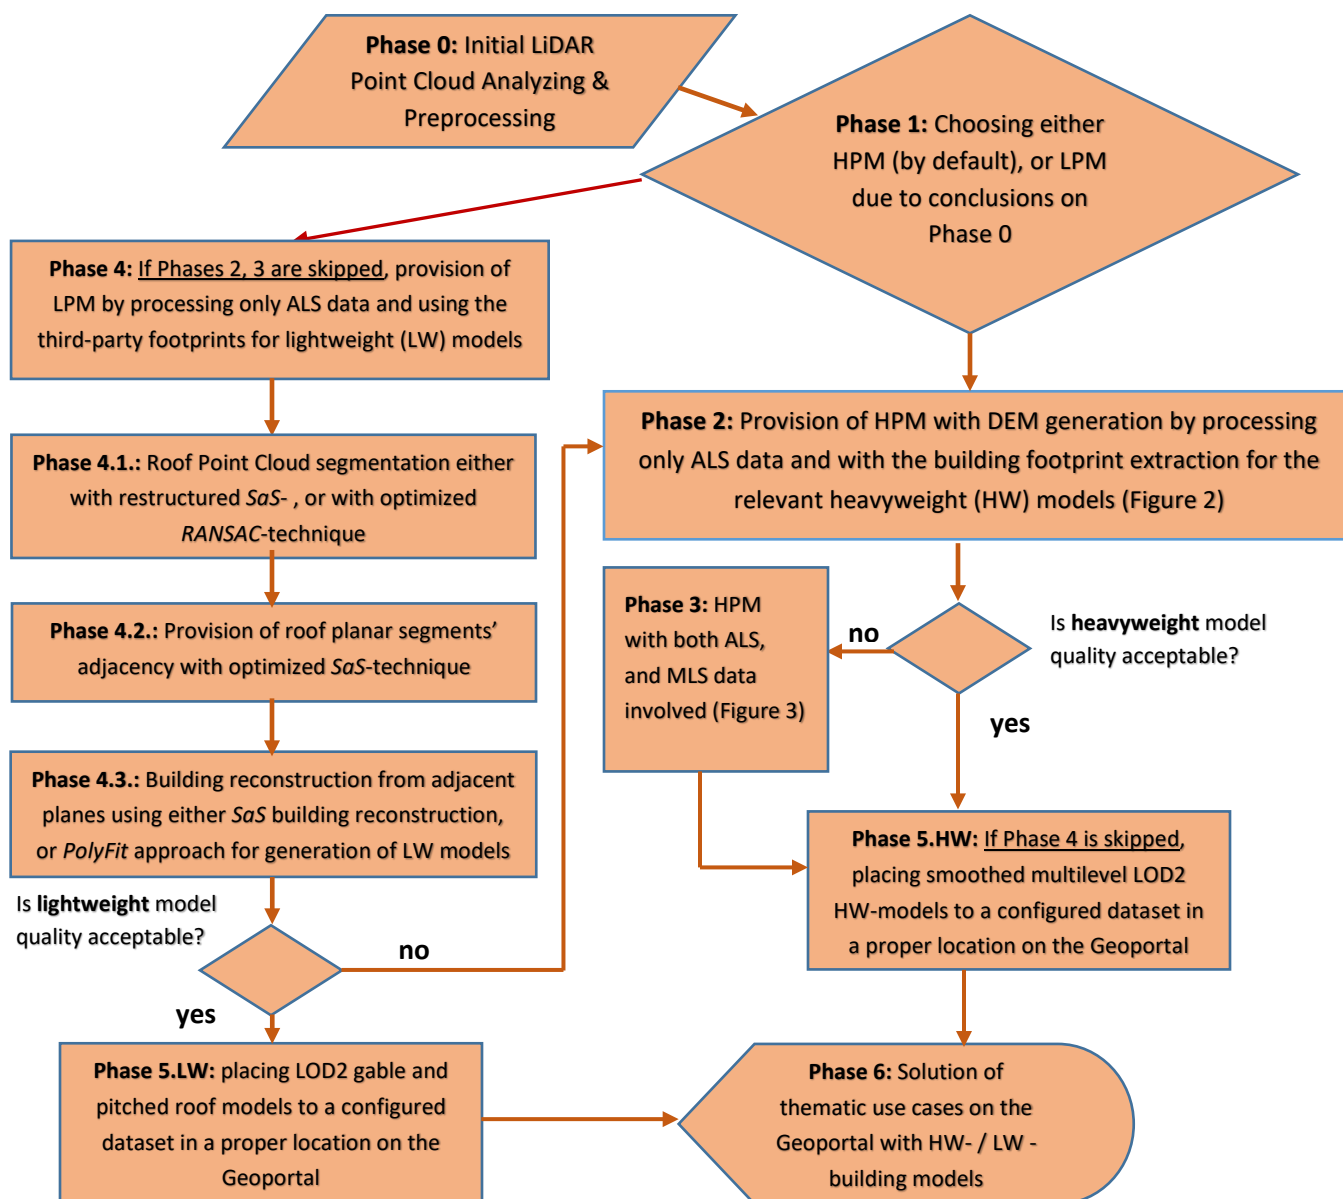 Phase 0: Initial LiDAR
Point Cloud Analyzing &
Preprocessing
Phase 1: Choosing either
HPM (by default), or LPM
due to conclusions on
Phase 0
Phase 4: If Phases 2, 3 are skipped, provision of
LPM by processing only ALS data and using the
third-party footprints for lightweight (LW) models
Phase 2: Provision of HPM with DEM generation by processing
only ALS data and with the building footprint extraction for the
relevant heavyweight (HW) models (Figure 2)
Phase 4.1.: Roof Point Cloud segmentation either
with restructured SaS- , or with optimized
RANSAC-technique
Phase 3: HPM
with both ALS,
and MLS data
involved (Figure 3)
no
Is heavyweight model
quality acceptable?
yes
Phase 4.2.: Provision of roof planar segments’
adjacency with optimized SaS-technique
Phase 4.3.: Building reconstruction from adjacent
planes using either SaS building reconstruction,
or PolyFit approach for generation of LW models
Phase 5.HW: If Phase 4 is skipped,
placing smoothed multilevel LOD2
HW-models to a configured dataset in
a proper location on the Geoportal
Is lightweight model
quality acceptable?
no
yes
Phase 5.LW: placing LOD2 gable and
pitched roof models to a configured
dataset in a proper location on the
Geoportal
Phase 6: Solution of
thematic use cases on the
Geoportal with HW- / LW -
building models